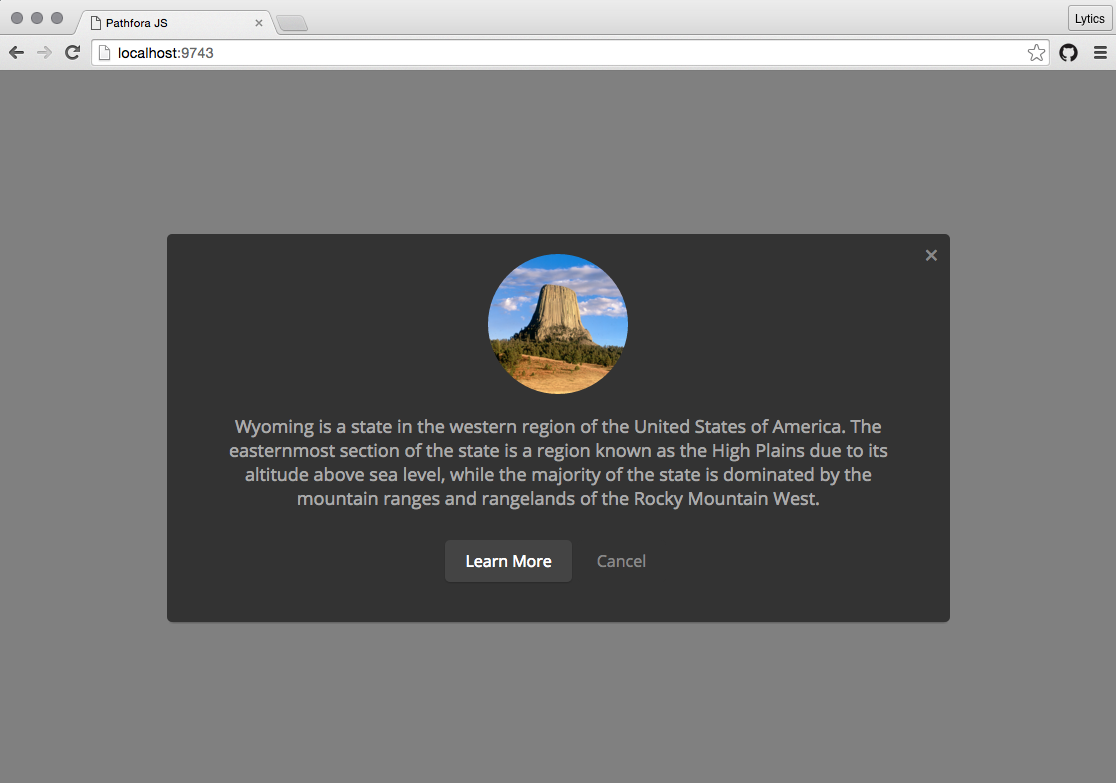 Pathfora JS
Lytics
localhost:9743
Wyoming is a state in the western region of the United States of America. The
easternmost section of the state is a region known as the High Plains due to its
altitude above sea level, while the majority of the state is dominated by the
mountain ranges and rangelands of the Rocky Mountain West.
Learn More
Cancel